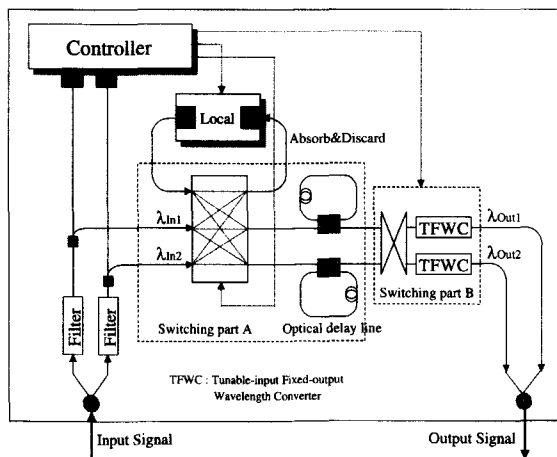 Controller
Local
Absorb&Discard
λIn1
λIn2
λOut1
λOut2
TFWC
TFWC
Switching part B
Switching part A
Optical delay line
Filter
Filter
TFWC : Tunable-input Fixed-output
Wavelength Converter
Input Signal
Output Signal